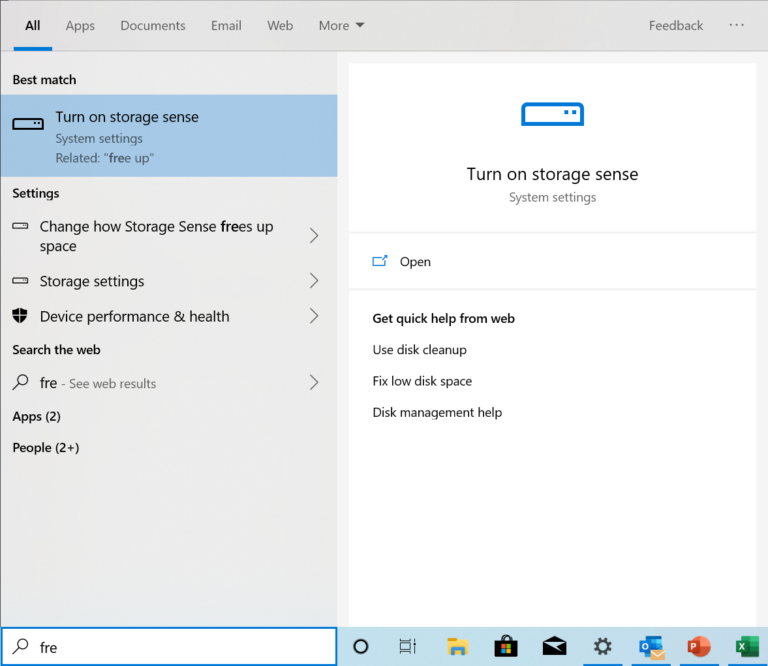 All Apps Documents Email Web More Feedback ...
Best match
Turn on storage sense
System settings
Related: "free up"
Settings
Change how Storage Sense frees up
space
Storage settings
Device performance & health
Search the web
fre - See web results
Apps (2)
People (2+)
Turn on storage sense
System settings
Open
Get quick help from web
Use disk cleanup
Fix low disk space
Disk management help
fre